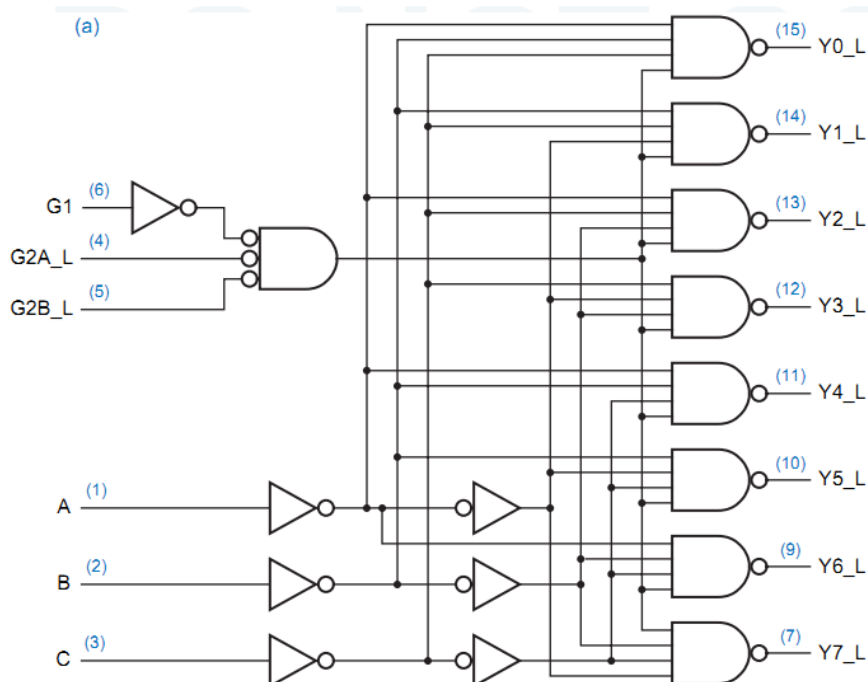 (a)
(15) Y0_L
(14) Y1_L
G1 (6)
(13) Y2_L
G2A_L (4)
G2B_L (5)
(12) Y3_L
(11) Y4_L
(10) Y5_L
A (1)
(9) Y6_L
B (2)
(7) Y7_L
C (3)